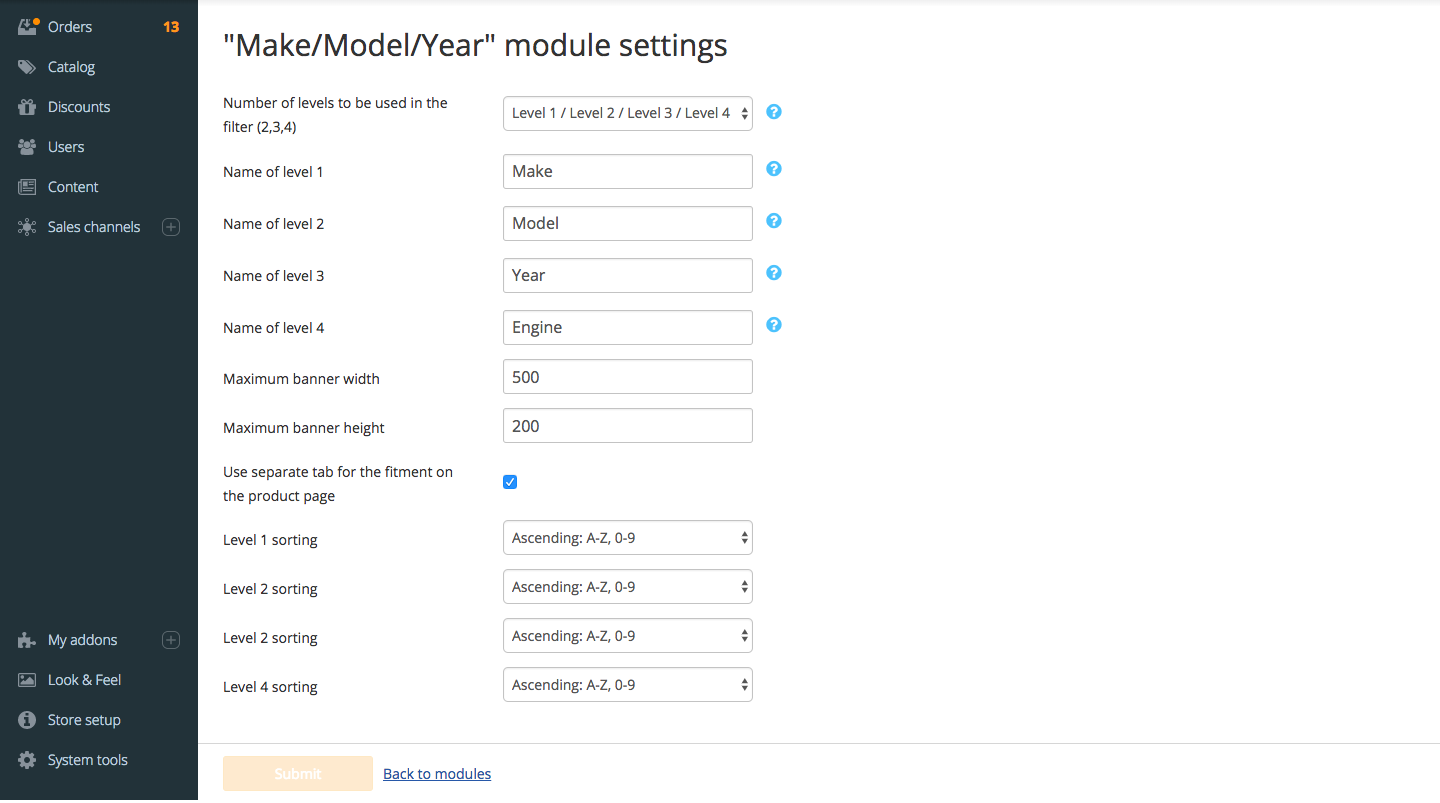 Orders 13
Catalog
Discounts
Users
Content
Sales channels
My addons
Look & Feel
Store setup
System tools
"Make/Model/Year" module settings
Number of levels to be used in the
filter (2,3,4)
Level 1 / Level 2 / Level 3 / Level 4
Name of level 1
Make
Name of level 2
Model
Name of level 3
Year
Name of level 4
Engine
Maximum banner width
500
Maximum banner height
200
Use separate tab for the fitment on
the product page
Level 1 sorting
Ascending: A-Z, 0-9
Level 2 sorting
Ascending: A-Z, 0-9
Level 2 sorting
Ascending: A-Z, 0-9
Level 4 sorting
Ascending: A-Z, 0-9
Submit
Back to modules